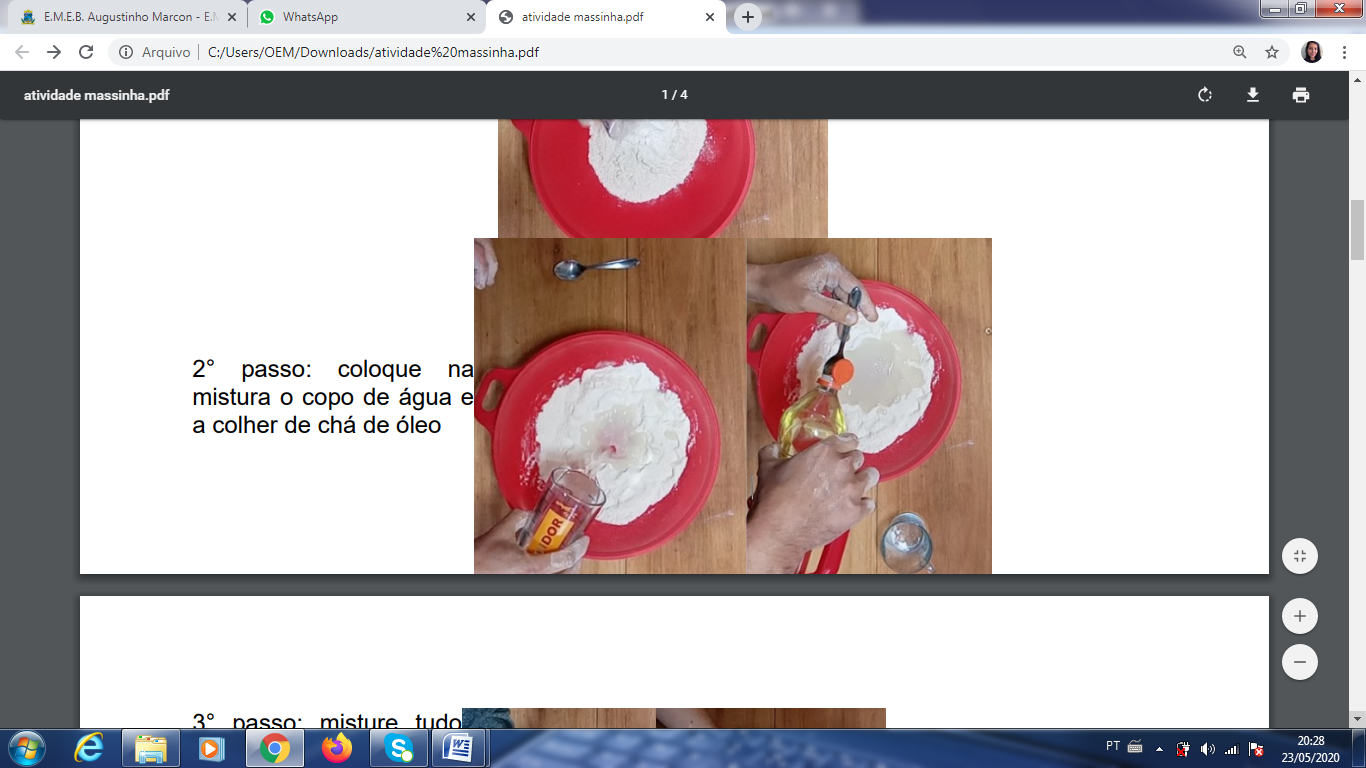 E.M.E.B. Augustinho Marcon - E.M
WhatsApp
atividade massinha.pdf
Arquivo
C:/Users/OEM/Downloads/atividade%20massinha.pdf
atividade massinha.pdf
1 / 4
2° passo: coloque na
mistura o copo de água e
a colher de chá de óleo
3° passo: misture tudo
PT
20:28
23/05/2020